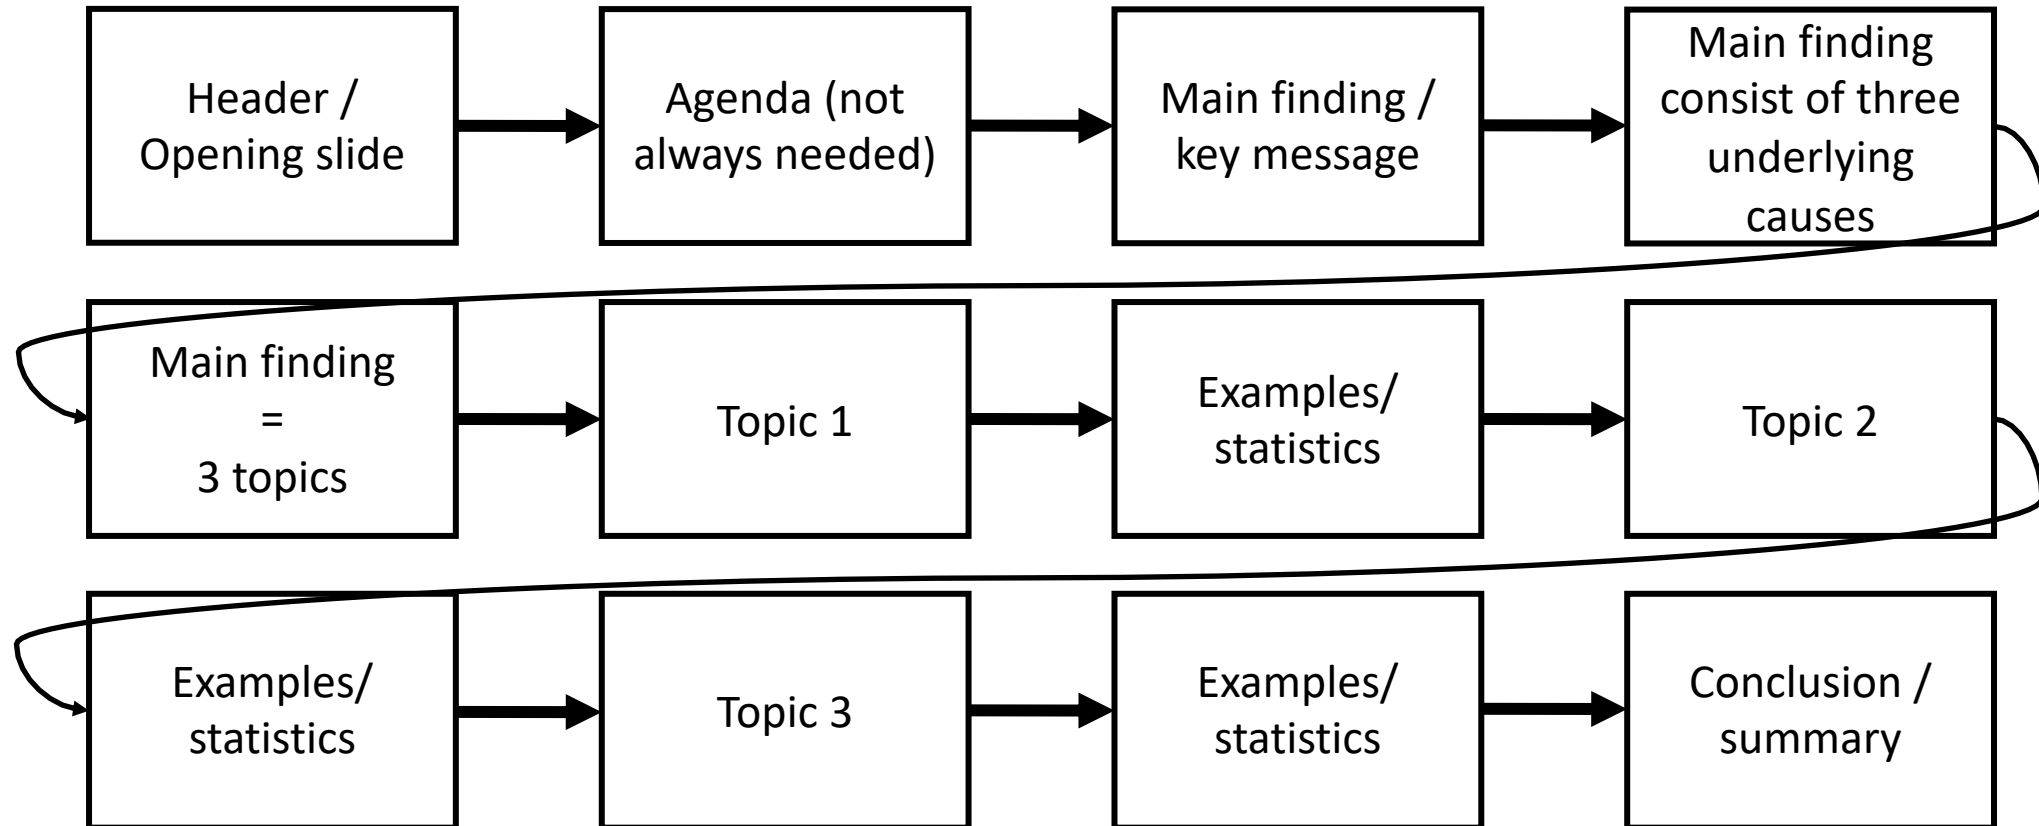 Header /
Opening slide
Agenda (not
always needed)
Main finding /
key message
Main finding
consist of three
underlying
causes
Main finding
=
3 topics
Topic 1
Examples/
statistics
Topic 2
Examples/
statistics
Topic 3
Examples/
statistics
Conclusion /
summary